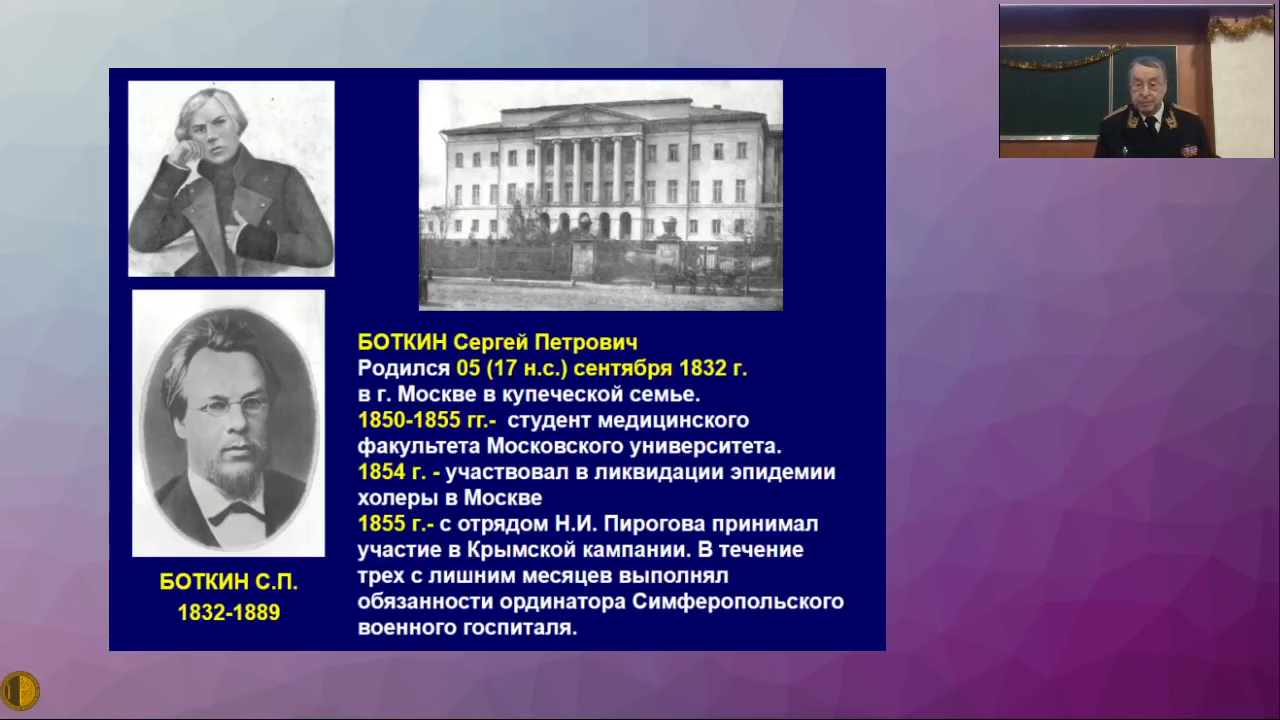 БОТКИН Сергей Петрович
Родился 05 (17 н.с.) сентября 1832 г.
в г. Москве в купеческой семье.
1850-1855 гг.- студент медицинского
факультета Московского университета.
1854 г. - участвовал в ликвидации эпидемии
холеры в Москве
1855 г.- с отрядом Н.И. Пирогова принимал
участие в Крымской кампании. В течение
трех с лишним месяцев выполнял
обязанности ординатора Симферопольского
военного госпиталя.
БОТКИН С.П.
1832-1889